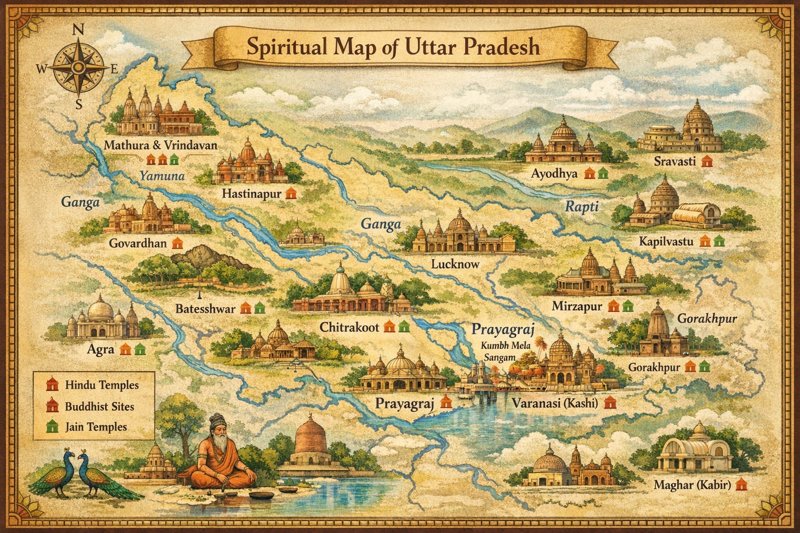 Spiritual Map of Uttar Pradesh
N
W
E
S
Mathura & Vrindavan
Yamuna
Hastinapur
Ayodhya
Sravasti
Ganga
Rapti
Govardhan
Ganga
Kapilvastu
Lucknow
Batesshwar
Mirzapur
Chitrakoot
Prayagraj
Kumbh Mela
Sangam
Gorakhpur
Agra
Gorakhpur
Prayagraj
Varanasi (Kashi)
Hindu Temples
Buddhist Sites
Jain Temples
Maghar (Kabir)